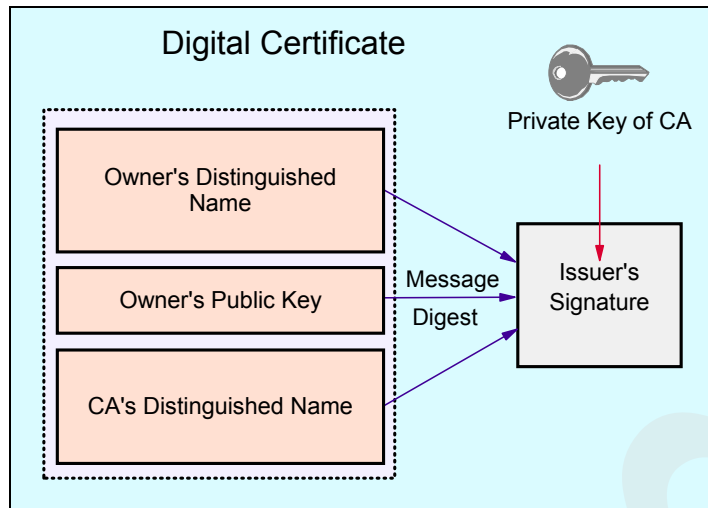 Digital Certificate
Private Key of CA
Owner's Distinguished
Name
Owner's Public Key
CA's Distinguished Name
Message
Digest
Issuer's
Signature